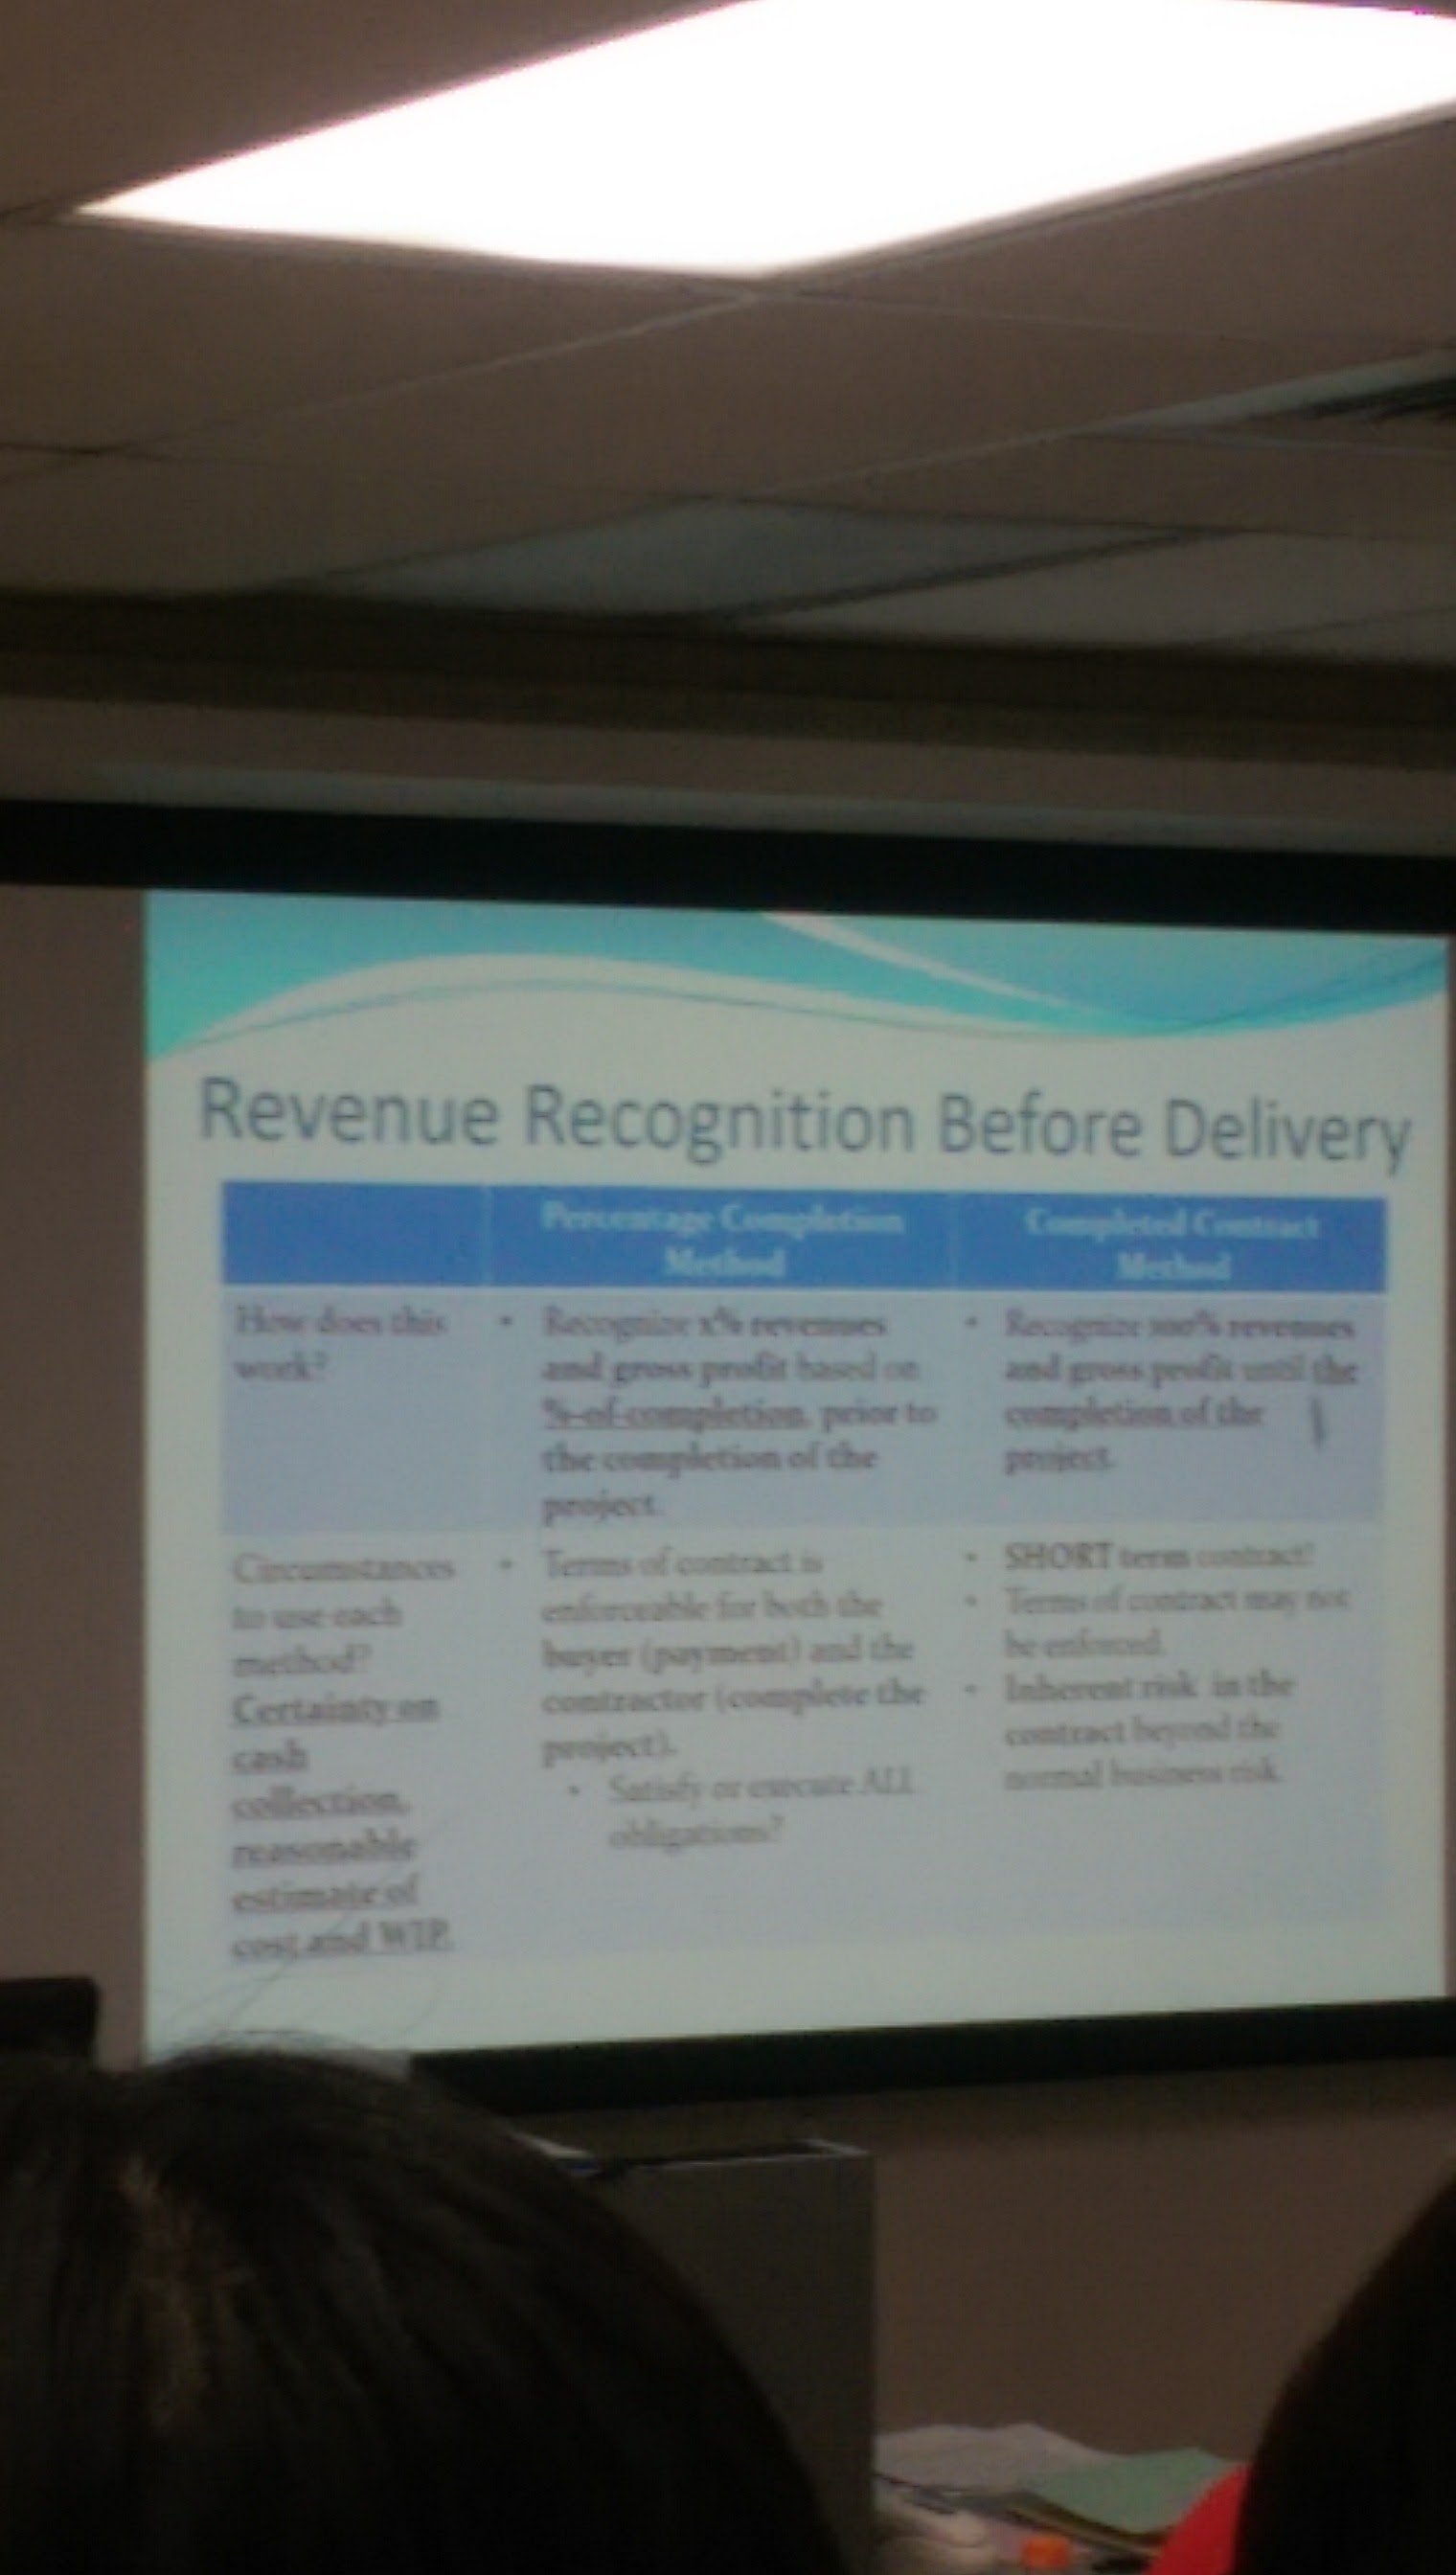 Revenue Recognition Before Delivery
Percentage Completion
Method
Completed Contract
Method
How does this
work?
• Recognize x% revenues
and gross profit based on
%-of-completion, prior to
the completion of the
project.
• Recognize 100% revenues
and gross profit until the
completion of the
project.
Circumstances
to use each
method?
Certainty on
cash
collection,
reasonable
estimate of
cost and WIP.
• Terms of contract is
enforceable for both the
buyer (payment) and the
contractor (complete the
project).
• Satisfy or execute ALL
obligations?
• SHORT term contract!
• Terms of contract may not
be enforced.
• Inherent risk in the
contract beyond the
normal business risk.